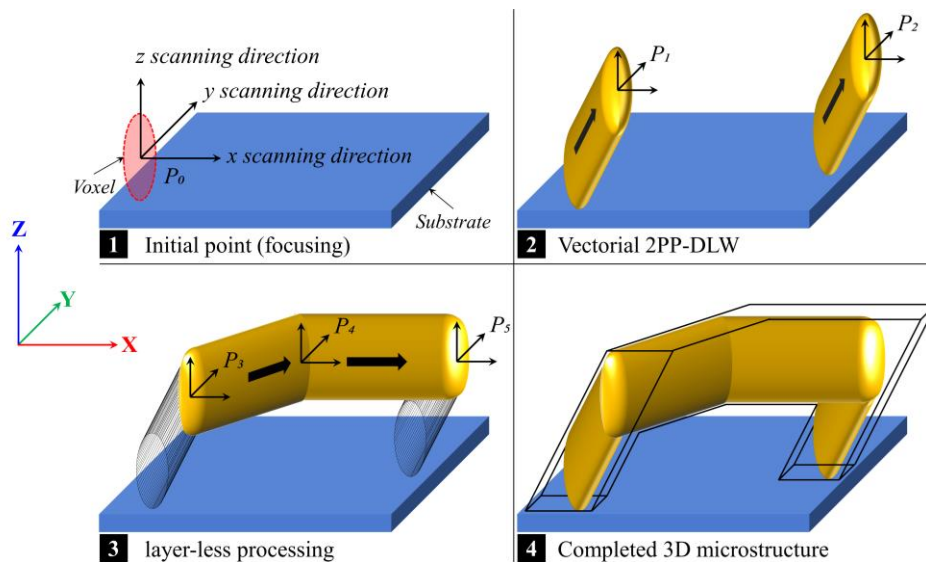 z scanning direction
y scanning direction
x scanning direction
Voxel
P₀
Substrate
1 Initial point (focusing)
P₁
P₂
2 Vectorial 2PP-DLW
Z
Y
X
P₃
P₄
P₅
3 layer-less processing
4 Completed 3D microstructure